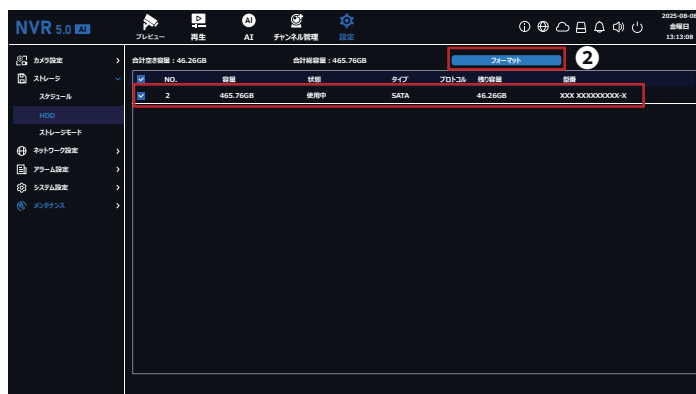 NVR 5.0 AI
プレビュー 再生 AI チャンネル管理 設定
2025-08-08
金曜日
13:13:08
カメラ設定
ストレージ
スケジュール
HDD
ストレージモード
ネットワーク設定
アラーム設定
システム設定
メンテナンス
合計空き容量：46.26GB 合計総容量：465.76GB フォーマット 2
NO. 容量 状態 タイプ プロトコル 残り容量 型番
2 465.76GB 使用中 SATA 46.26GB XXX XXXXXXXXXX-X